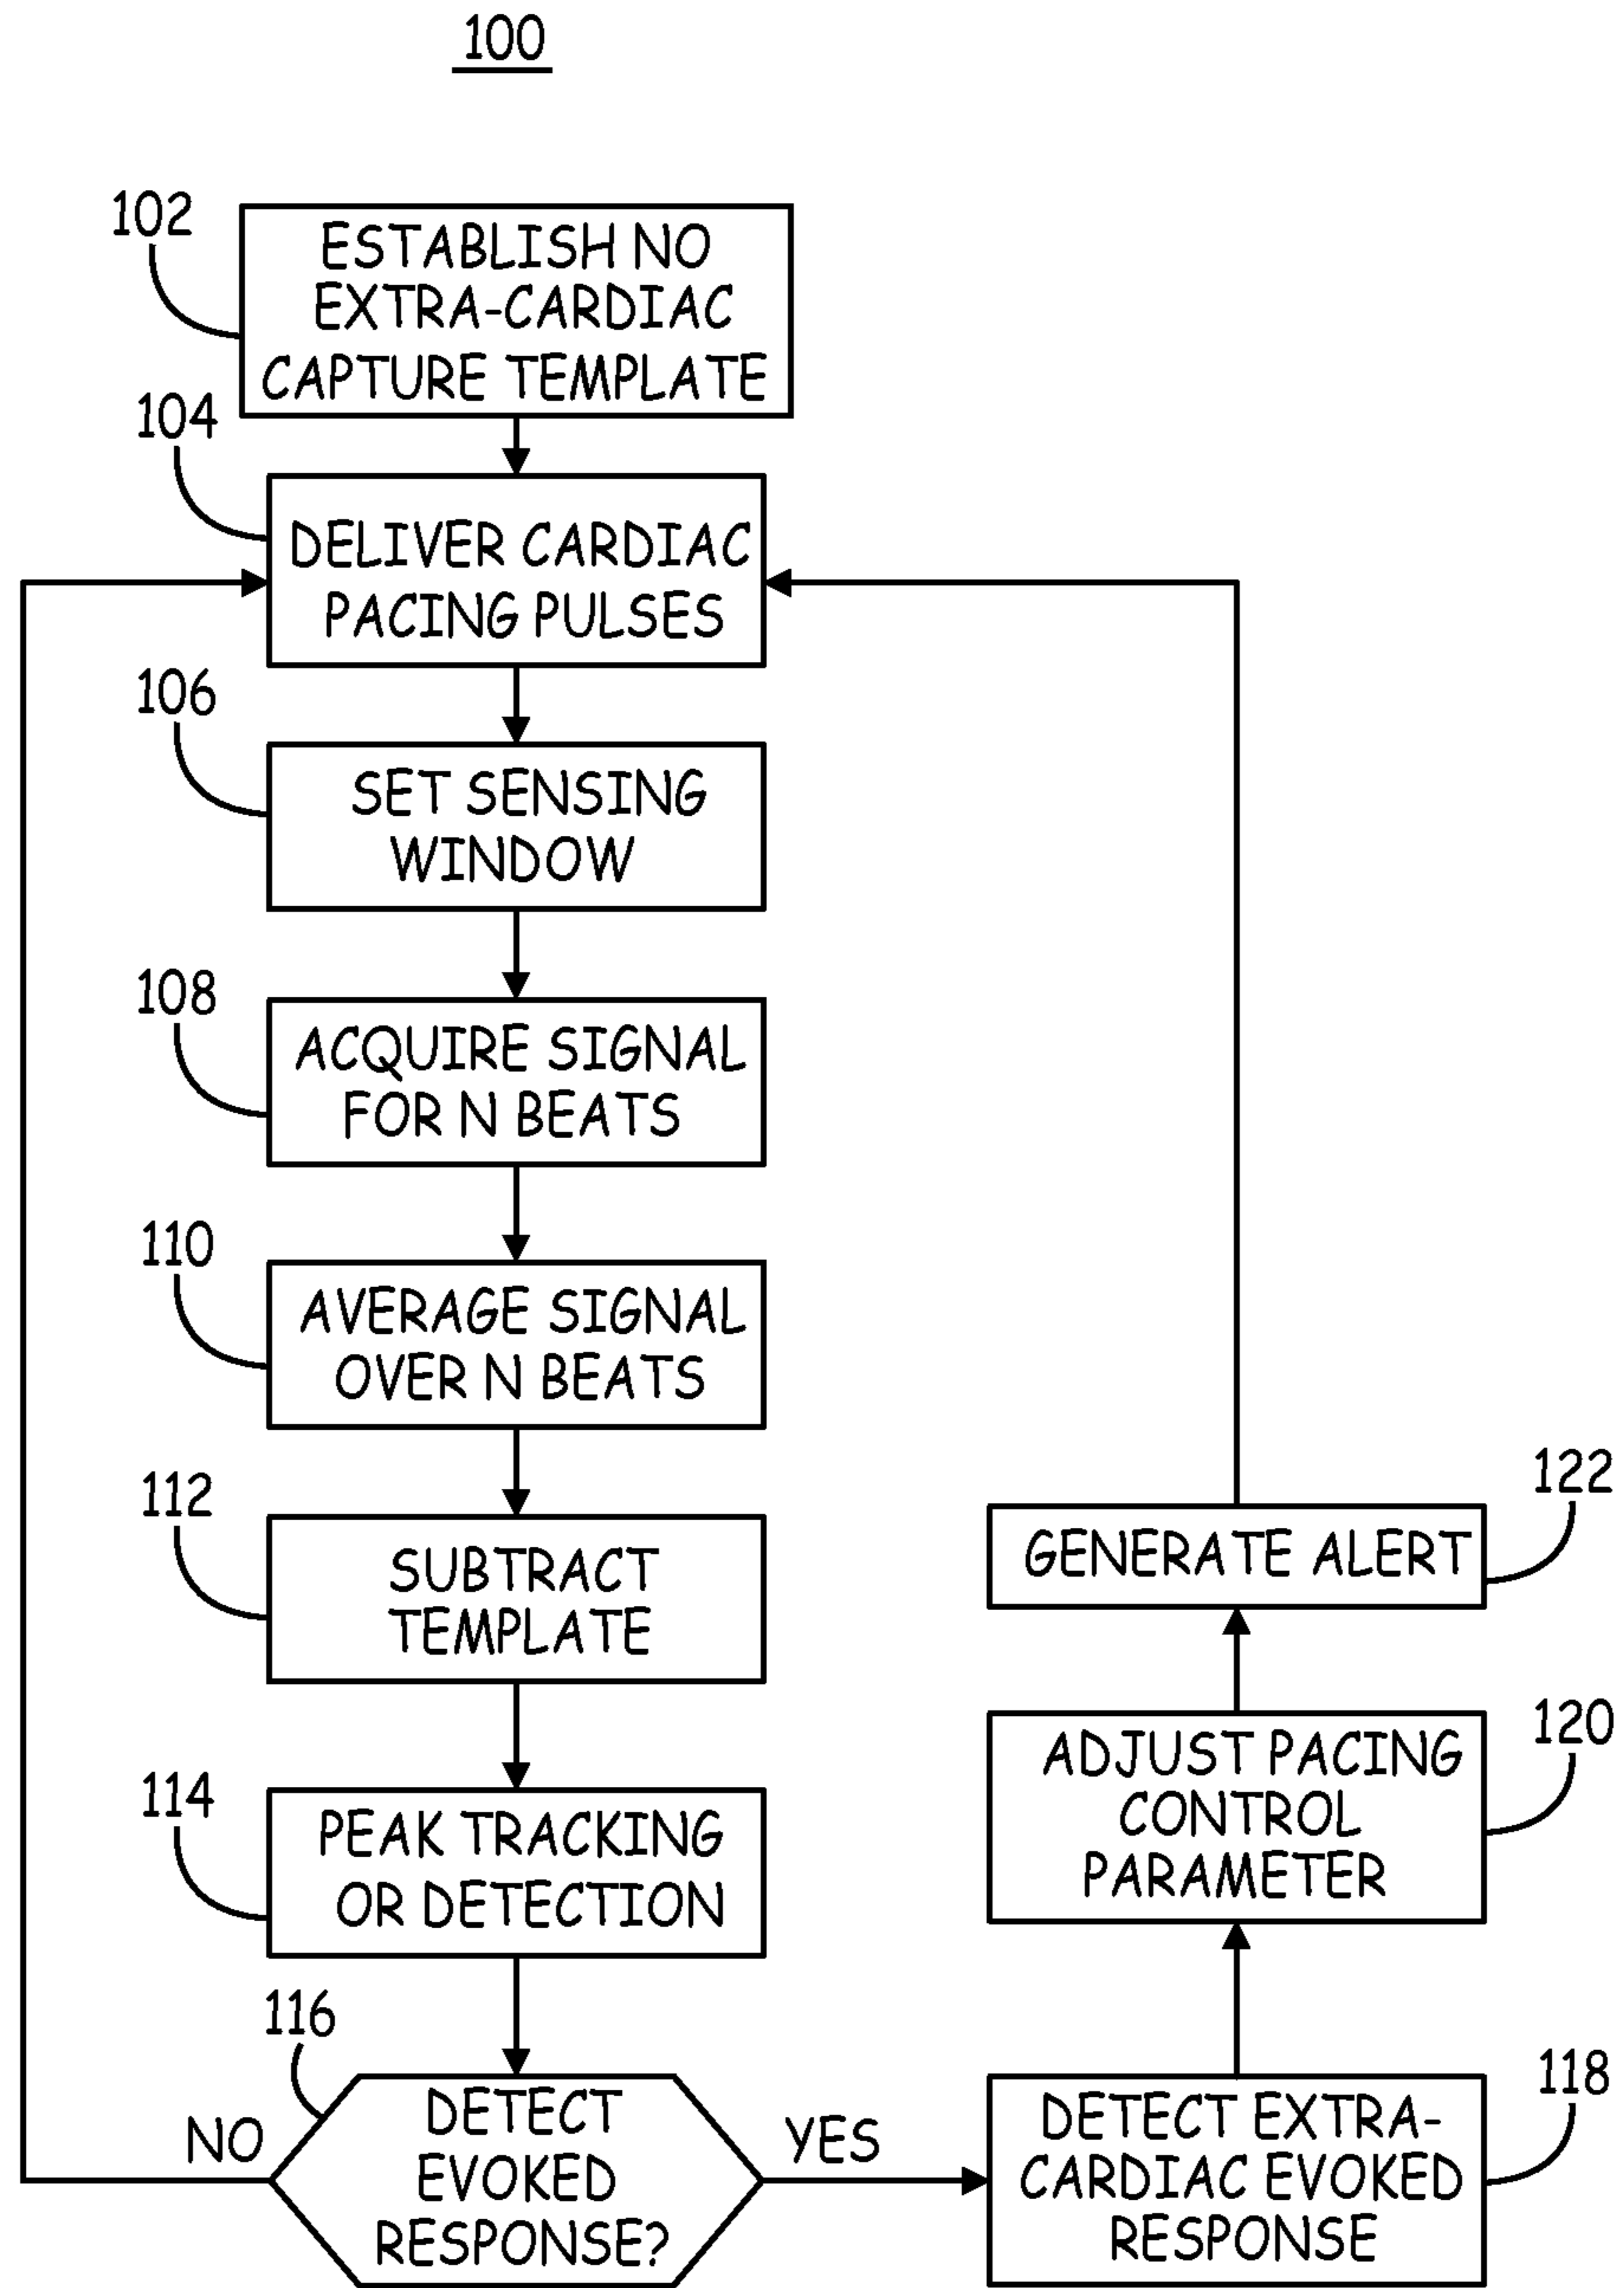 100
102
ESTABLISH NO
EXTRA-CARDIAC
CAPTURE TEMPLATE
104
DELIVER CARDIAC
PACING PULSES
106
SET SENSING
WINDOW
108
ACQUIRE SIGNAL
FOR N BEATS
110
AVERAGE SIGNAL
OVER N BEATS
112
SUBTRACT
TEMPLATE
114
PEAK TRACKING
OR DETECTION
116
DETECT
EVOKED
RESPONSE?
NO
YES
118
DETECT EXTRA-
CARDIAC EVOKED
RESPONSE
120
ADJUST PACING
CONTROL
PARAMETER
122
GENERATE ALERT